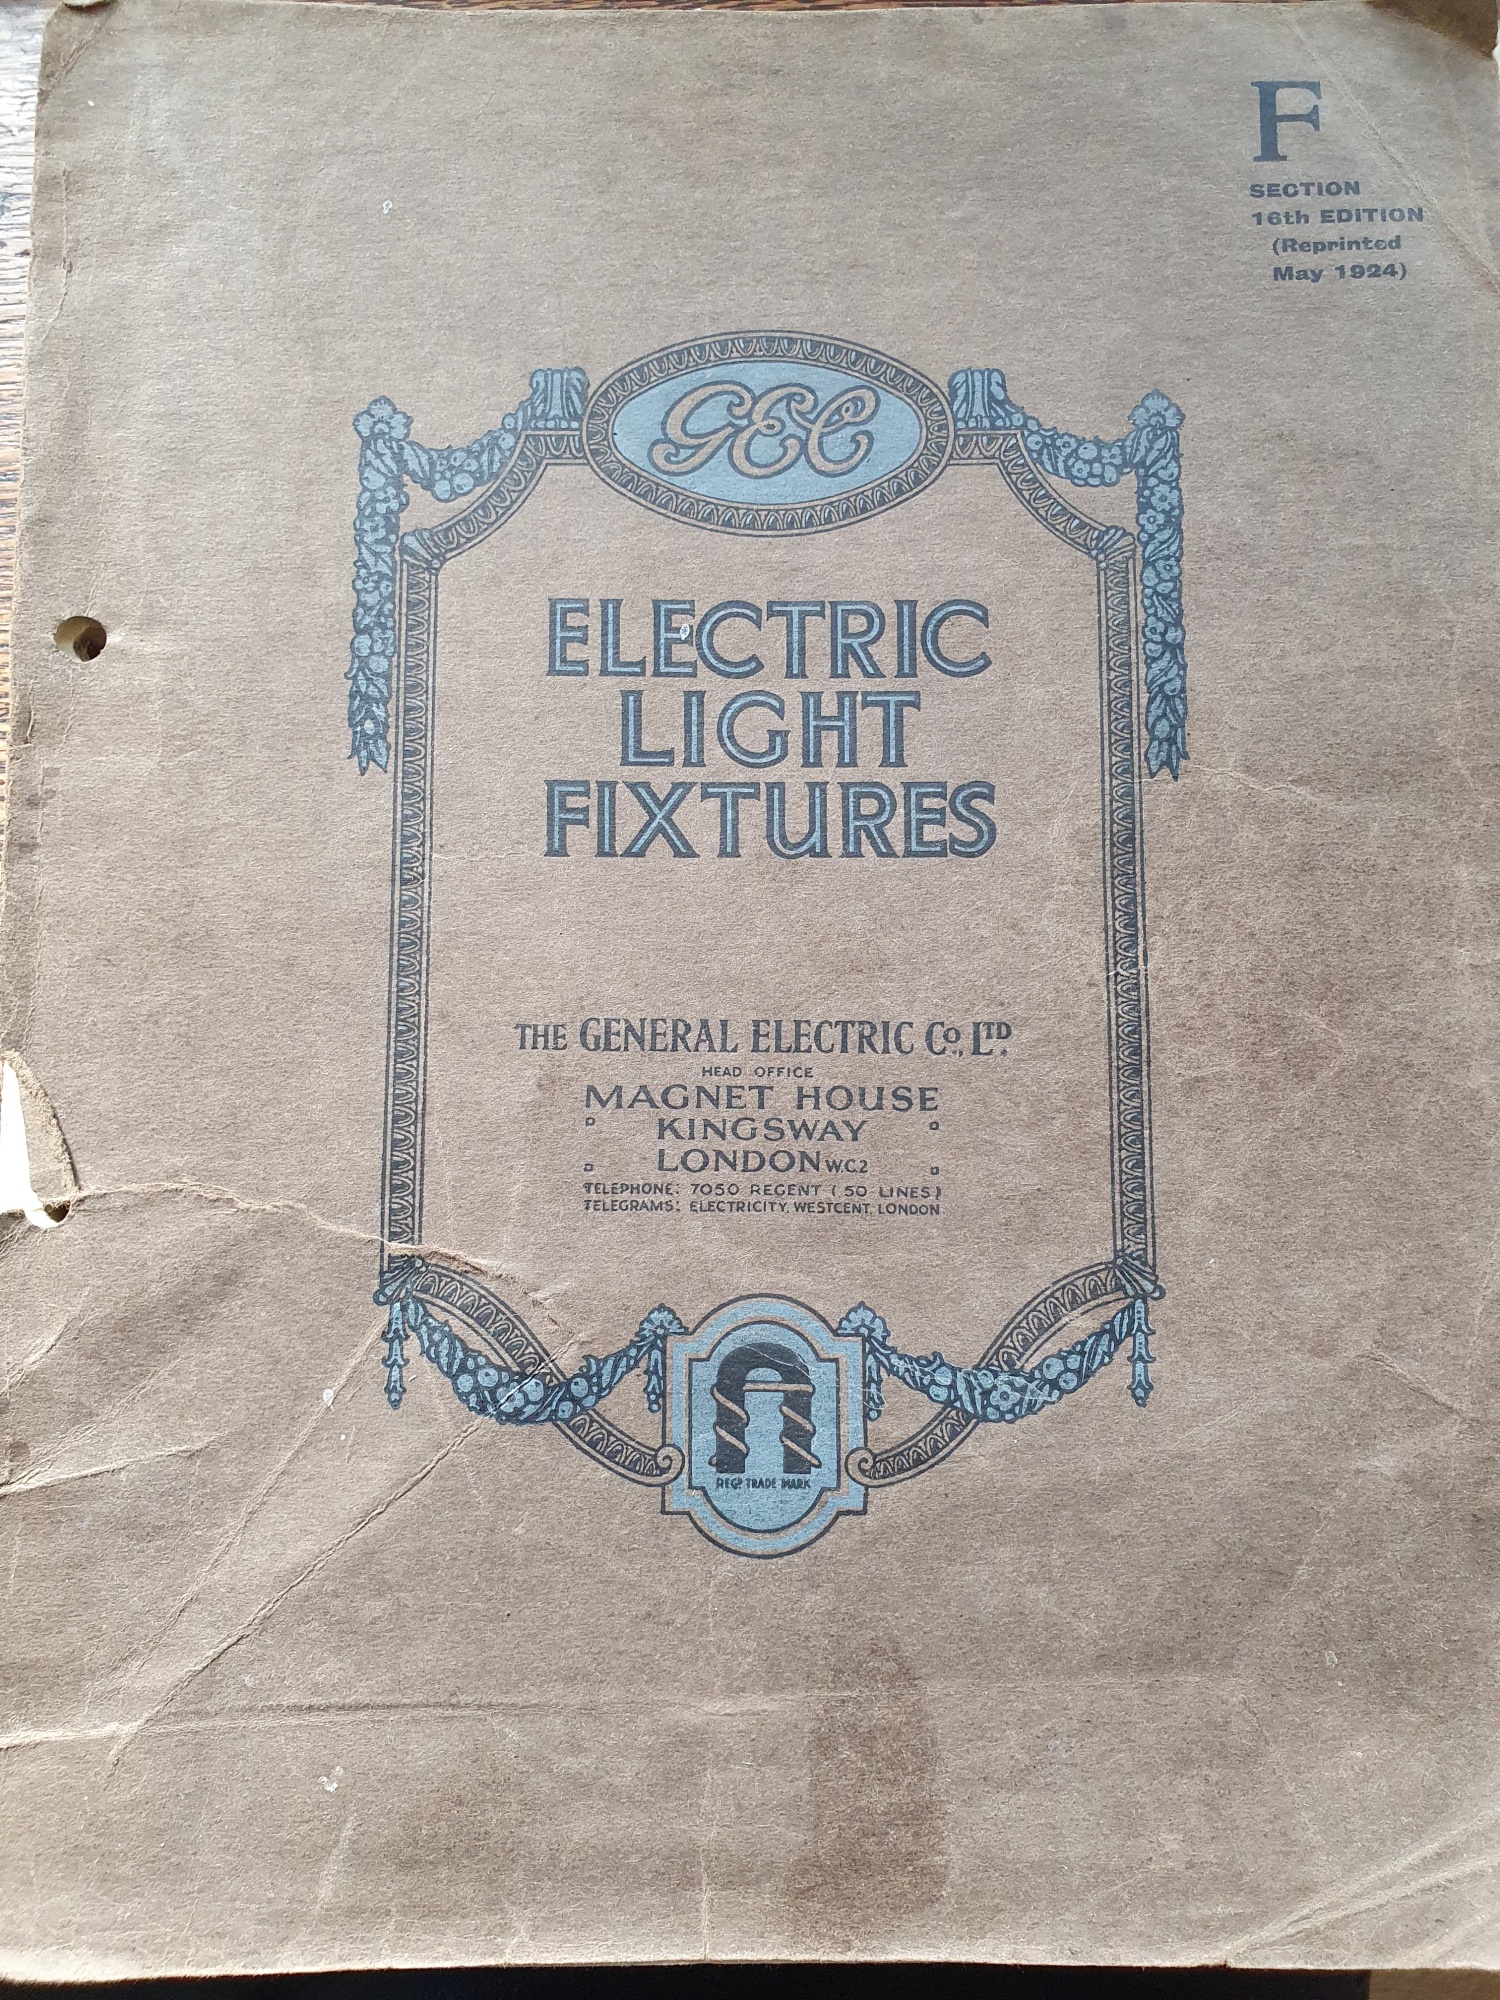 F
SECTION
16th EDITION
(Reprinted
May 1924)
GEC
ELECTRIC
LIGHT
FIXTURES
THE GENERAL ELECTRIC Co., LTD.
HEAD OFFICE
MAGNET HOUSE
KINGSWAY
LONDON W.C.2
TELEPHONE: 7050 REGENT (50 LINES)
TELEGRAMS: ELECTRICITY, WESTCENT, LONDON
REGD. TRADE MARK